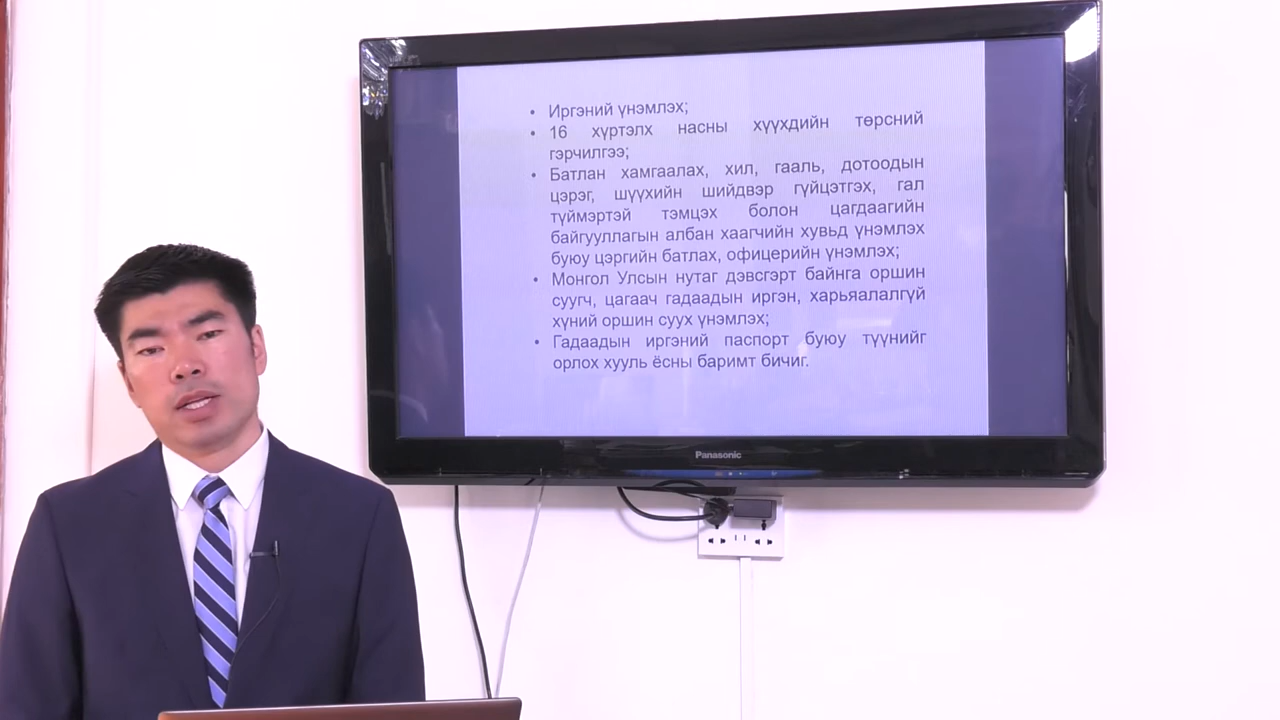 • Иргэний үнэмлэх;
• 16 хүртэлх насны хүүхдийн төрсний
гэрчилгээ;
• Батлан хамгаалах, хил, гааль, дотоодын
цэрэг, шүүхийн шийдвэр гүйцэтгэх, гал
түймэртэй тэмцэх болон цагдаагийн
байгууллагын албан хаагчийн хувьд үнэмлэх
буюу цэргийн батлах, офицерийн үнэмлэх;
• Монгол Улсын нутаг дэвсгэрт байнга оршин
суугч, цагаач гадаадын иргэн, харьяалалгүй
хүний оршин суух үнэмлэх;
• Гадаадын иргэний паспорт буюу түүнийг
орлох хууль ёсны баримт бичиг.
Panasonic